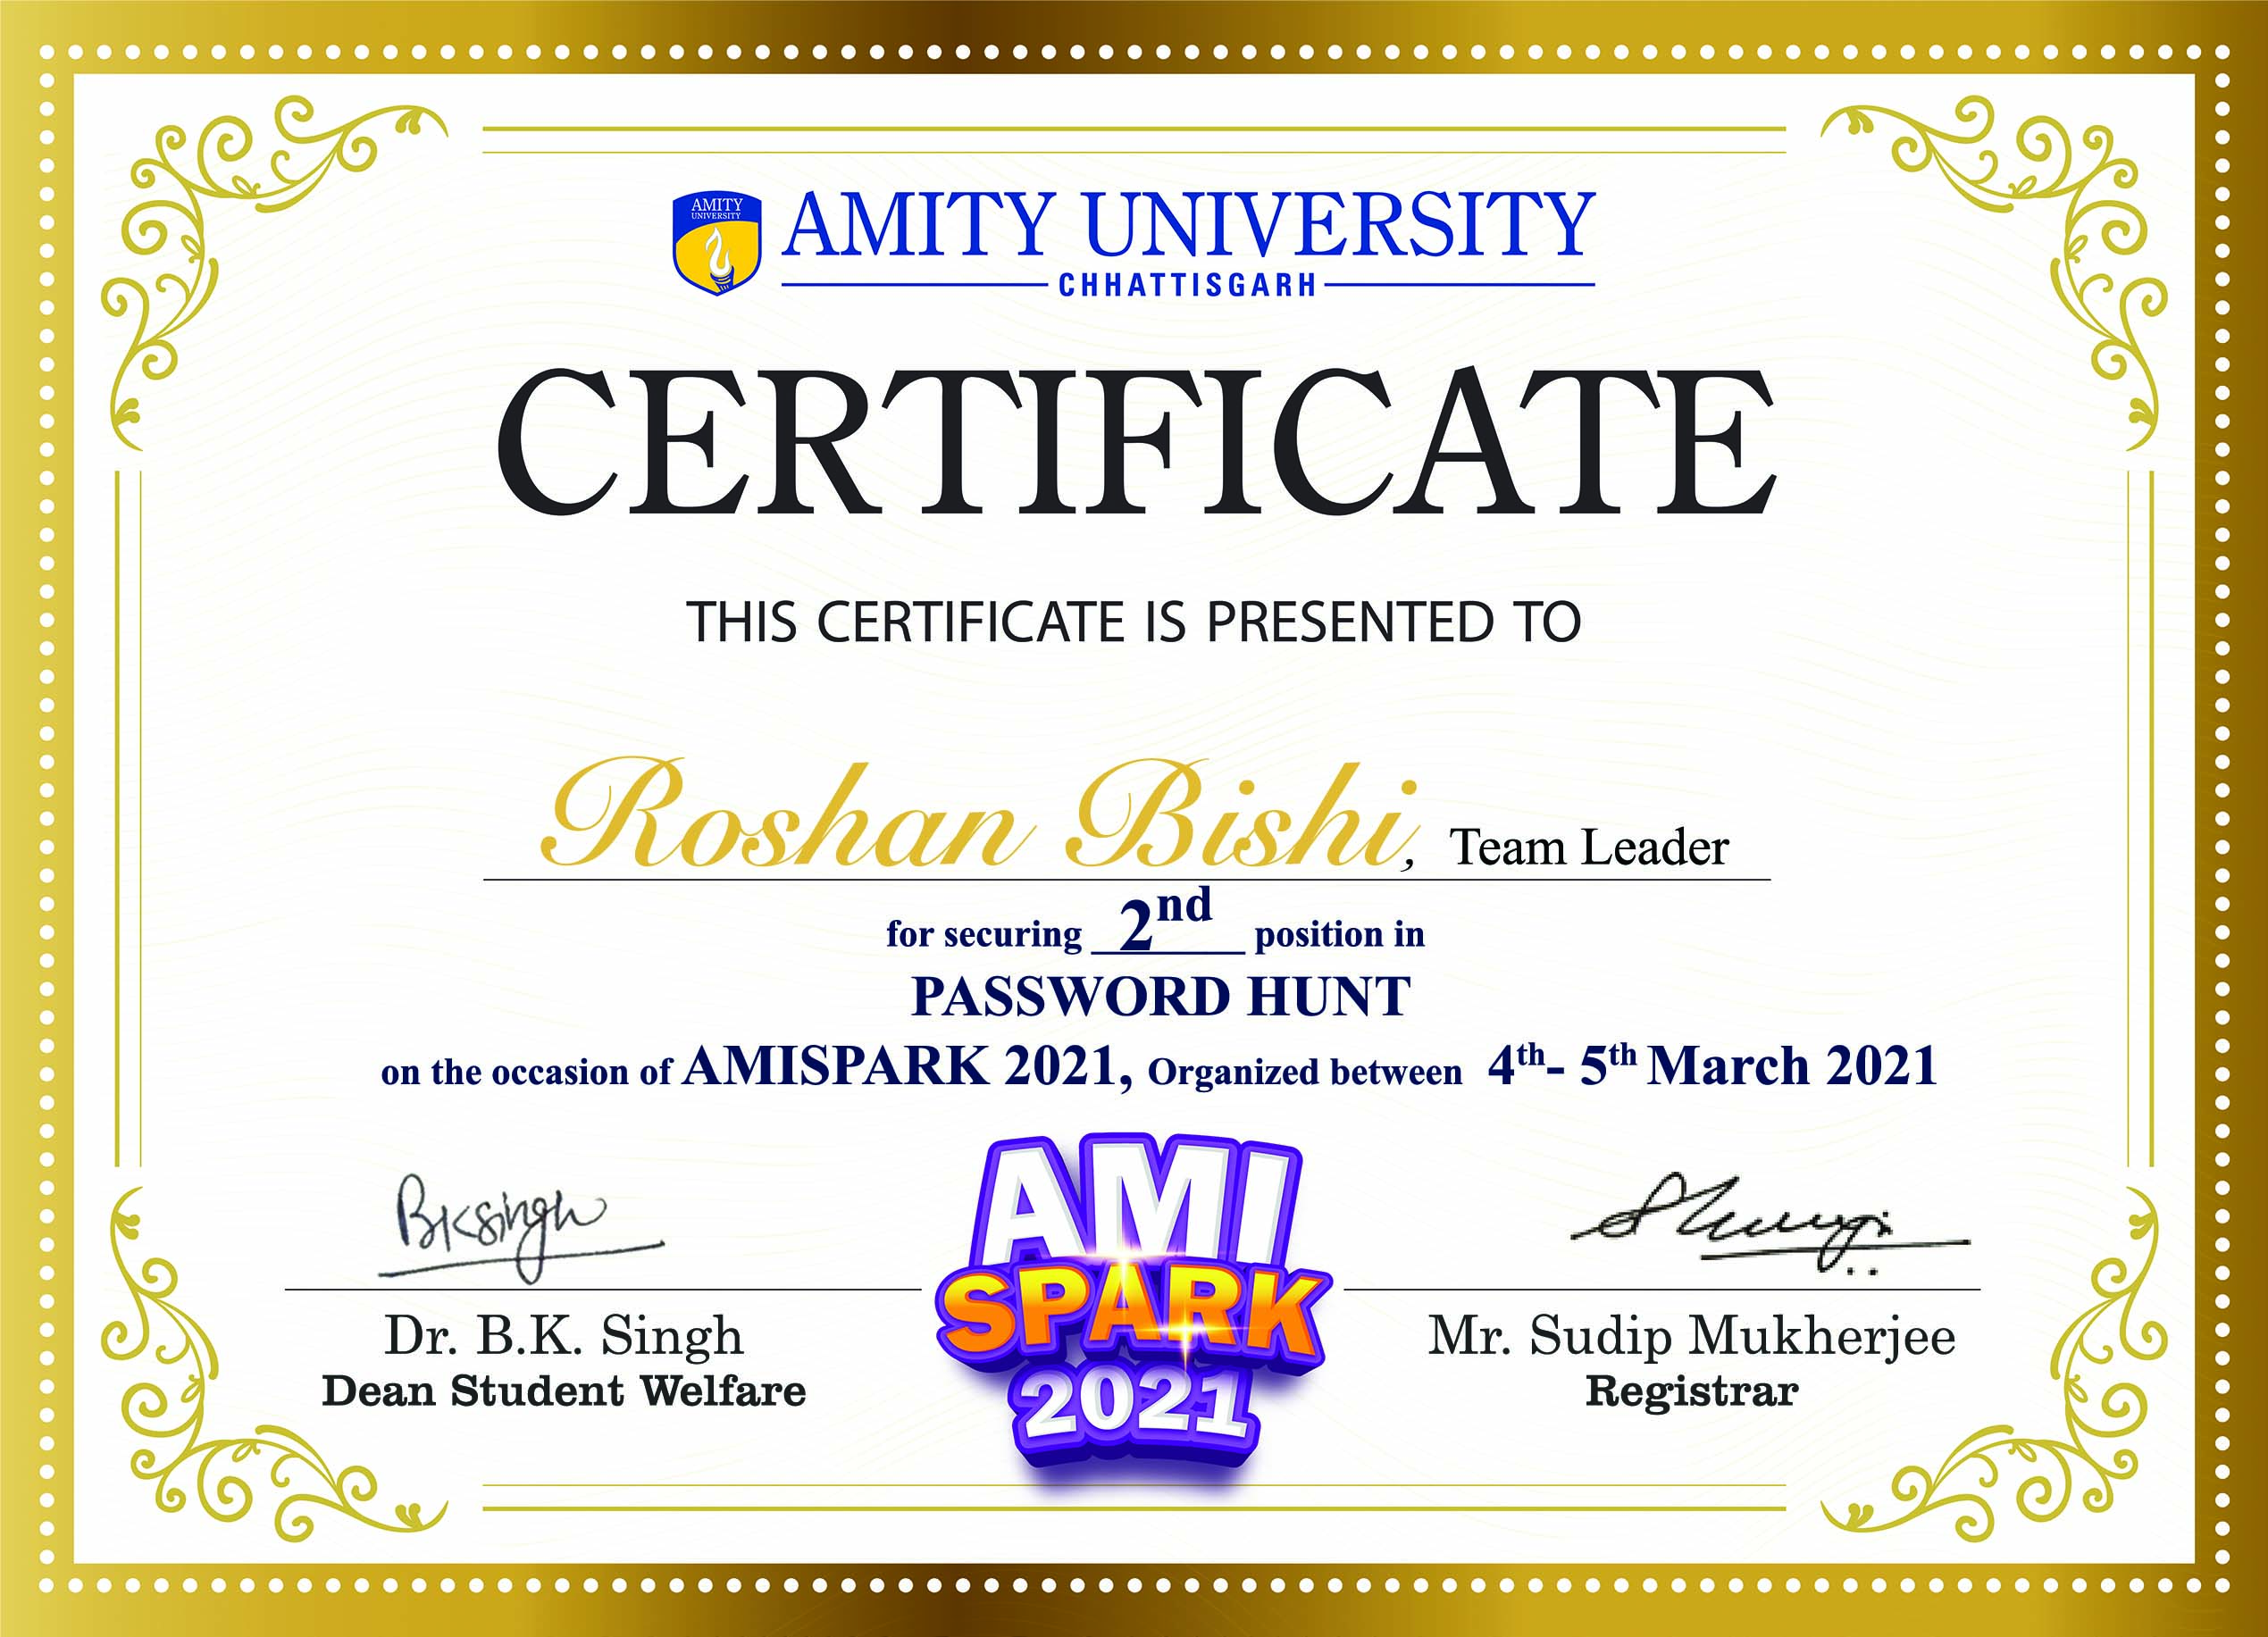 AMITY
UNIVERSITY
AMITY UNIVERSITY
CHHATTISGARH
CERTIFICATE
THIS CERTIFICATE IS PRESENTED TO
Roshan Bishi, Team Leader
for securing 2nd position in
PASSWORD HUNT
on the occasion of AMISPARK 2021, Organized between 4th- 5th March 2021
BKSingh
AMI
SPARK
2021
Dr. B.K. Singh
Dean Student Welfare
Mr. Sudip Mukherjee
Registrar